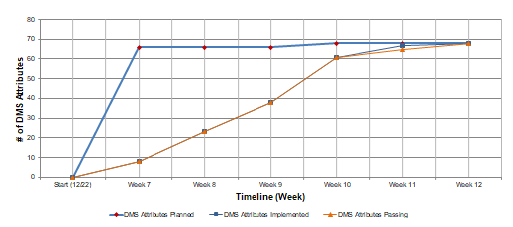 80
70
60
50
40
30
20
10
0
# of DMS Attributes
Start (12/22) Week 7 Week 8 Week 9 Week 10 Week 11 Week 12
Timeline (Week)
DMS Attributes Planned DMS Attributes Implemented DMS Attributes Passing